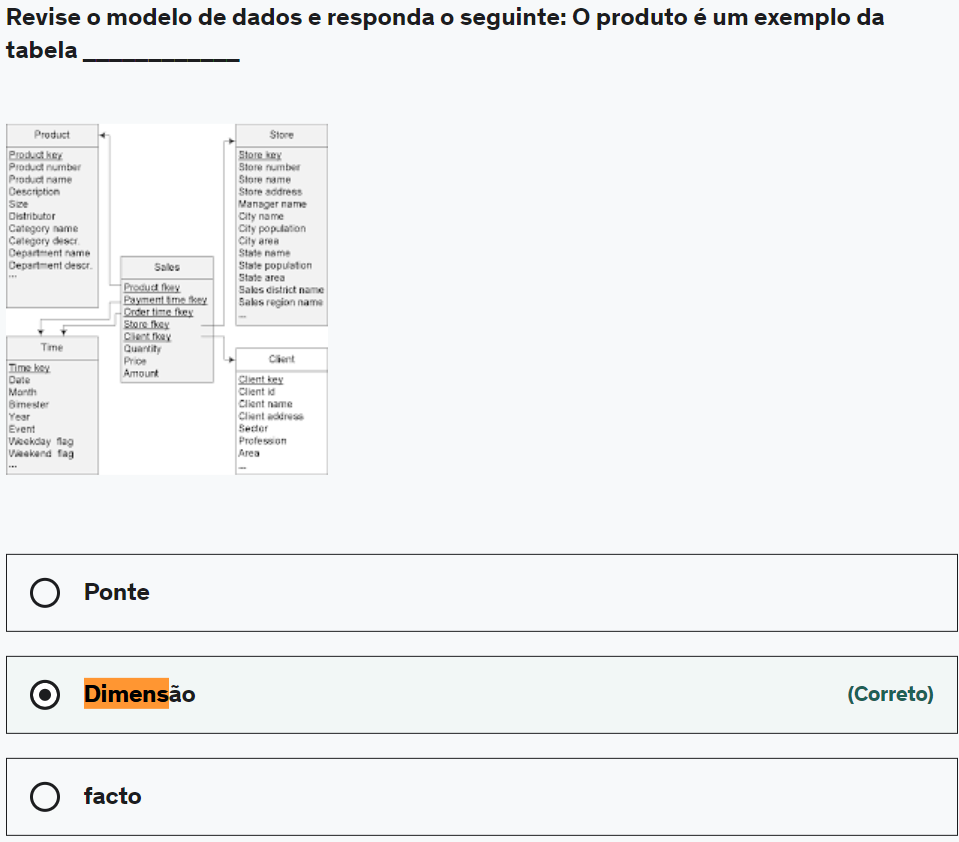 Revise o modelo de dados e responda o seguinte: O produto é um exemplo da
tabela ____________
Product
Product key
Product number
Product name
Description
Size
Distributor
Category name
Category descr.
Department name
Department descr.
...
Store
Store key
Store number
Store name
Store address
Manager name
City name
City population
City area
State name
State population
State area
Sales district name
Sales region name
...
Sales
Product fkey
Payment time fkey
Order time fkey
Store fkey
Client fkey
Quantity
Price
Amount
Time
Time key
Date
Month
Bimester
Year
Event
Weekday flag
Weekend flag
...
Client
Client key
Client id
Client name
Client address
Sector
Profession
Area
...
Ponte
Dimensão (Correto)
facto